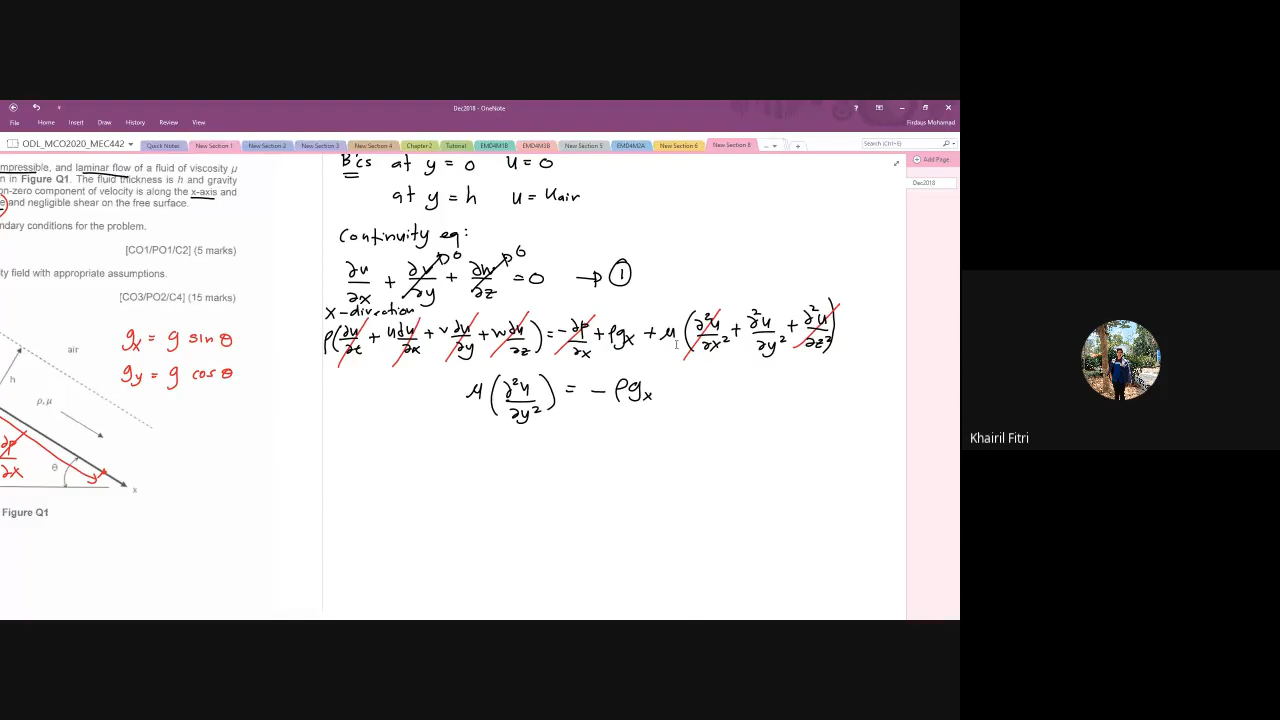 Dec2018 - OneNote
File Home Insert Draw History Review View
Firdaus Mohamad
ODL_MCO2020_MEC442
Quick Notes New Section 1 New Section 2 New Section 3 New Section 4 Chapter 2 Tutorial EMD4M1B EMD4M3B New Section 5 EMD4M2A New Section 6 New Section 8
Search (Ctrl+E)
Add Page
Dec2018
mpressible, and laminar flow of a fluid of viscosity μ
n in Figure Q1. The fluid thickness is h and gravity
on-zero component of velocity is along the x-axis and
and negligible shear on the free surface.
ndary conditions for the problem.
[CO1/PO1/C2] (5 marks)
ity field with appropriate assumptions.
[CO3/PO2/C4] (15 marks)
gx = g sin θ
gy = g cos θ
air
h
ρ, μ
∂p/∂x
θ
x
Figure Q1
B'cs at y = 0 u = 0
at y = h u = uair
Continuity eq:
∂u/∂x + ∂v/∂y + ∂w/∂z = 0 → ①
x-direction
ρ(∂u/∂t + u∂u/∂x + v∂u/∂y + w∂u/∂z) = -∂p/∂x + ρgx + μ(∂²u/∂x² + ∂²u/∂y² + ∂²u/∂z²)
μ(∂²u/∂y²) = - ρgx
Khairil Fitri